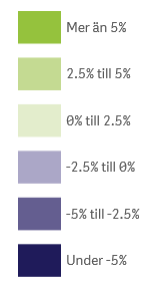 Mer än 5%
2.5% till 5%
0% till 2.5%
-2.5% till 0%
-5% till -2.5%
Under -5%